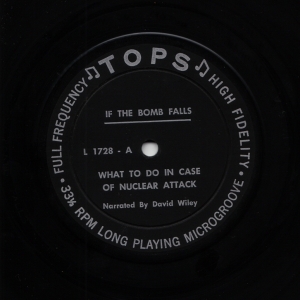 ♫ TOPS ♫
FULL FREQUENCY
HIGH FIDELITY
IF THE BOMB FALLS
L 1728 - A
WHAT TO DO IN CASE
OF NUCLEAR ATTACK
Narrated By David Wiley
• 33⅓ RPM LONG PLAYING MICROGROOVE •